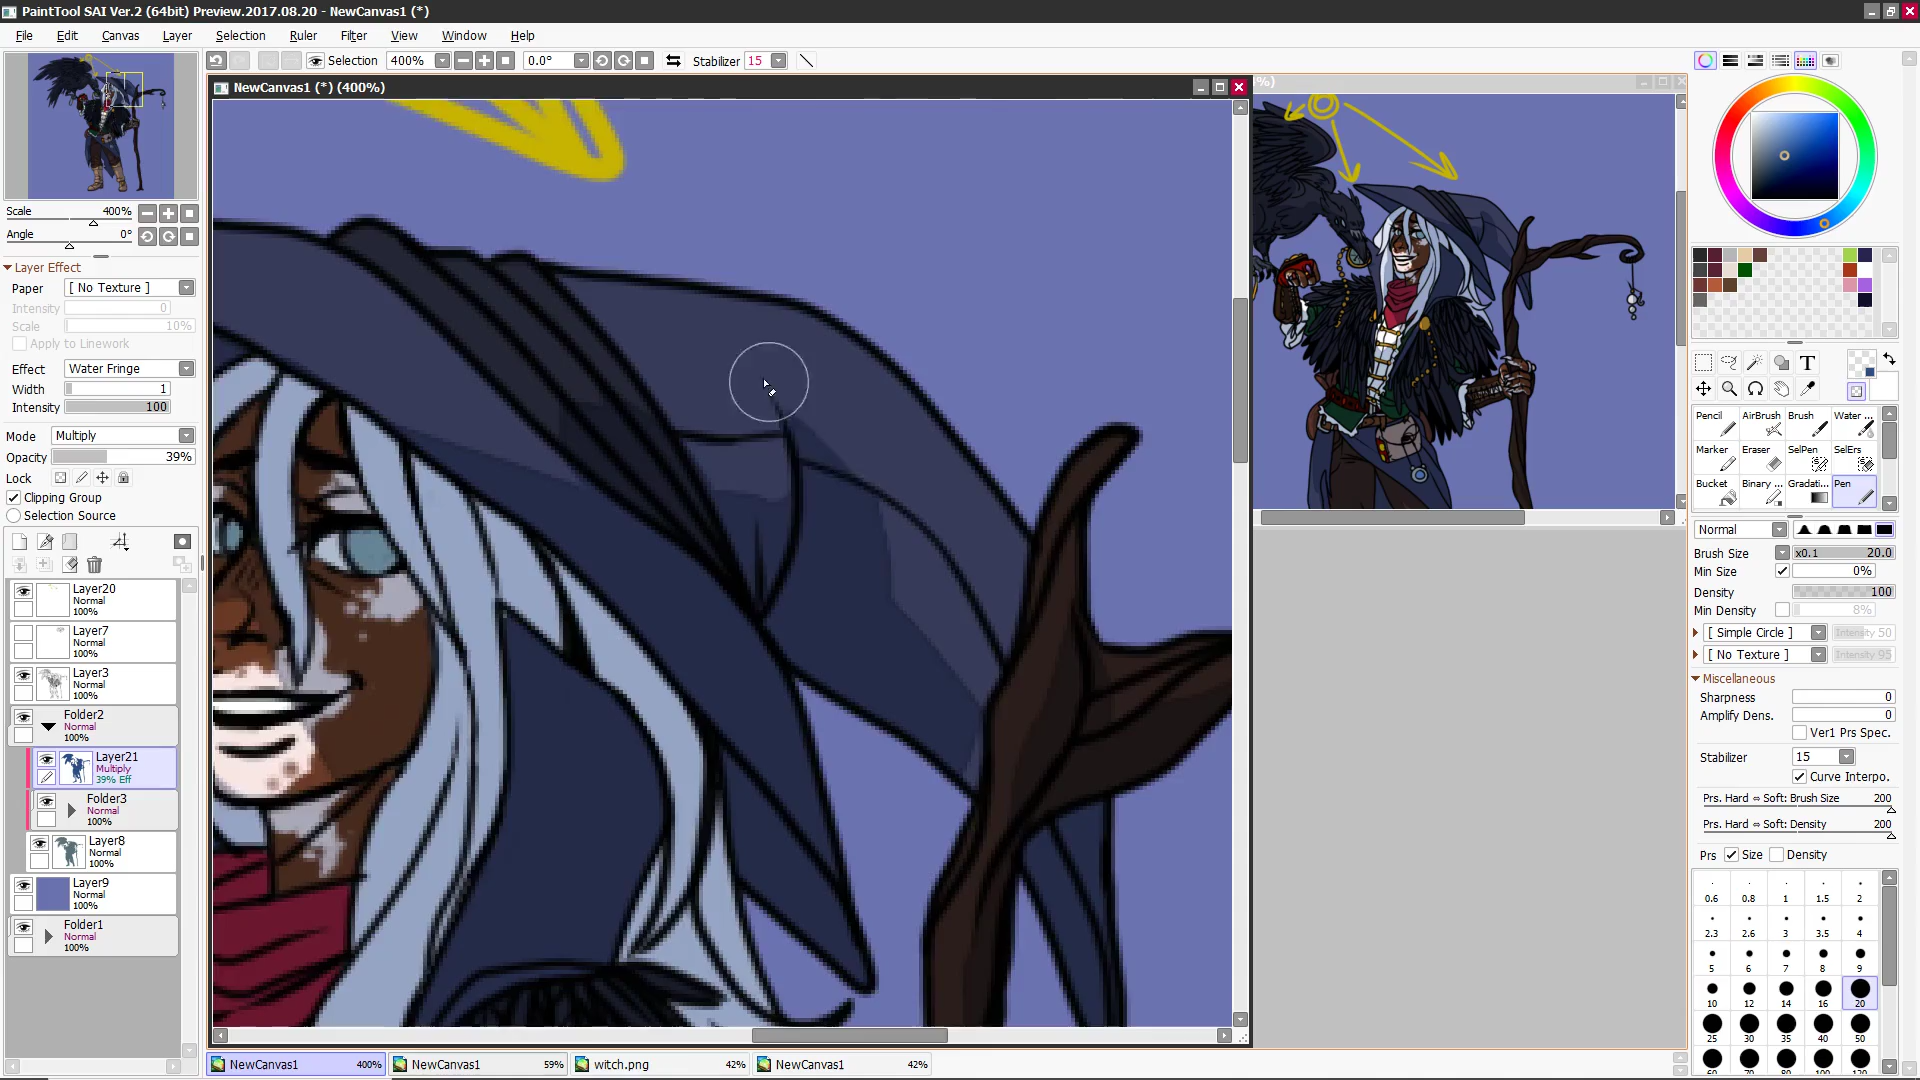 PaintTool SAI Ver.2 (64bit) Preview.2017.08.20 - NewCanvas1 (*)
File Edit Canvas Layer Selection Ruler Filter View Window Help
Selection 400% 0.0° Stabilizer 15
NewCanvas1 (*) (400%)
%)
Scale 400%
Angle 0°
Layer Effect
Paper [ No Texture ]
Intensity 0
Scale 10%
Apply to Linework
Effect Water Fringe
Width 1
Intensity 100
Mode Multiply
Opacity 39%
Lock
Clipping Group
Selection Source
Layer20
Normal
100%
Layer7
Normal
100%
Layer3
Normal
100%
Folder2
Normal
100%
Layer21
Multiply
39% Eff
Folder3
Normal
100%
Layer8
Normal
100%
Layer9
Normal
100%
Folder1
Normal
100%
T
Pencil AirBrush Brush Water ...
Marker Eraser SelPen SelErs
Bucket Binary ... Gradati... Pen
Normal
Brush Size x0.1 20.0
Min Size 0%
Density 100
Min Density 8%
[ Simple Circle ] Intensity 50
[ No Texture ] Intensity 95
Miscellaneous
Sharpness 0
Amplify Dens. 0
Ver1 Prs Spec.
Stabilizer 15
Curve Interpo.
Prs. Hard ⇔ Soft: Brush Size 200
Prs. Hard ⇔ Soft: Density 200
Prs Size Density
0.6 0.8 1 1.5 2
2.3 2.6 3 3.5 4
5 6 7 8 9
10 12 14 16 20
25 30 35 40 50
NewCanvas1 400% NewCanvas1 59% witch.png 42% NewCanvas1 42%